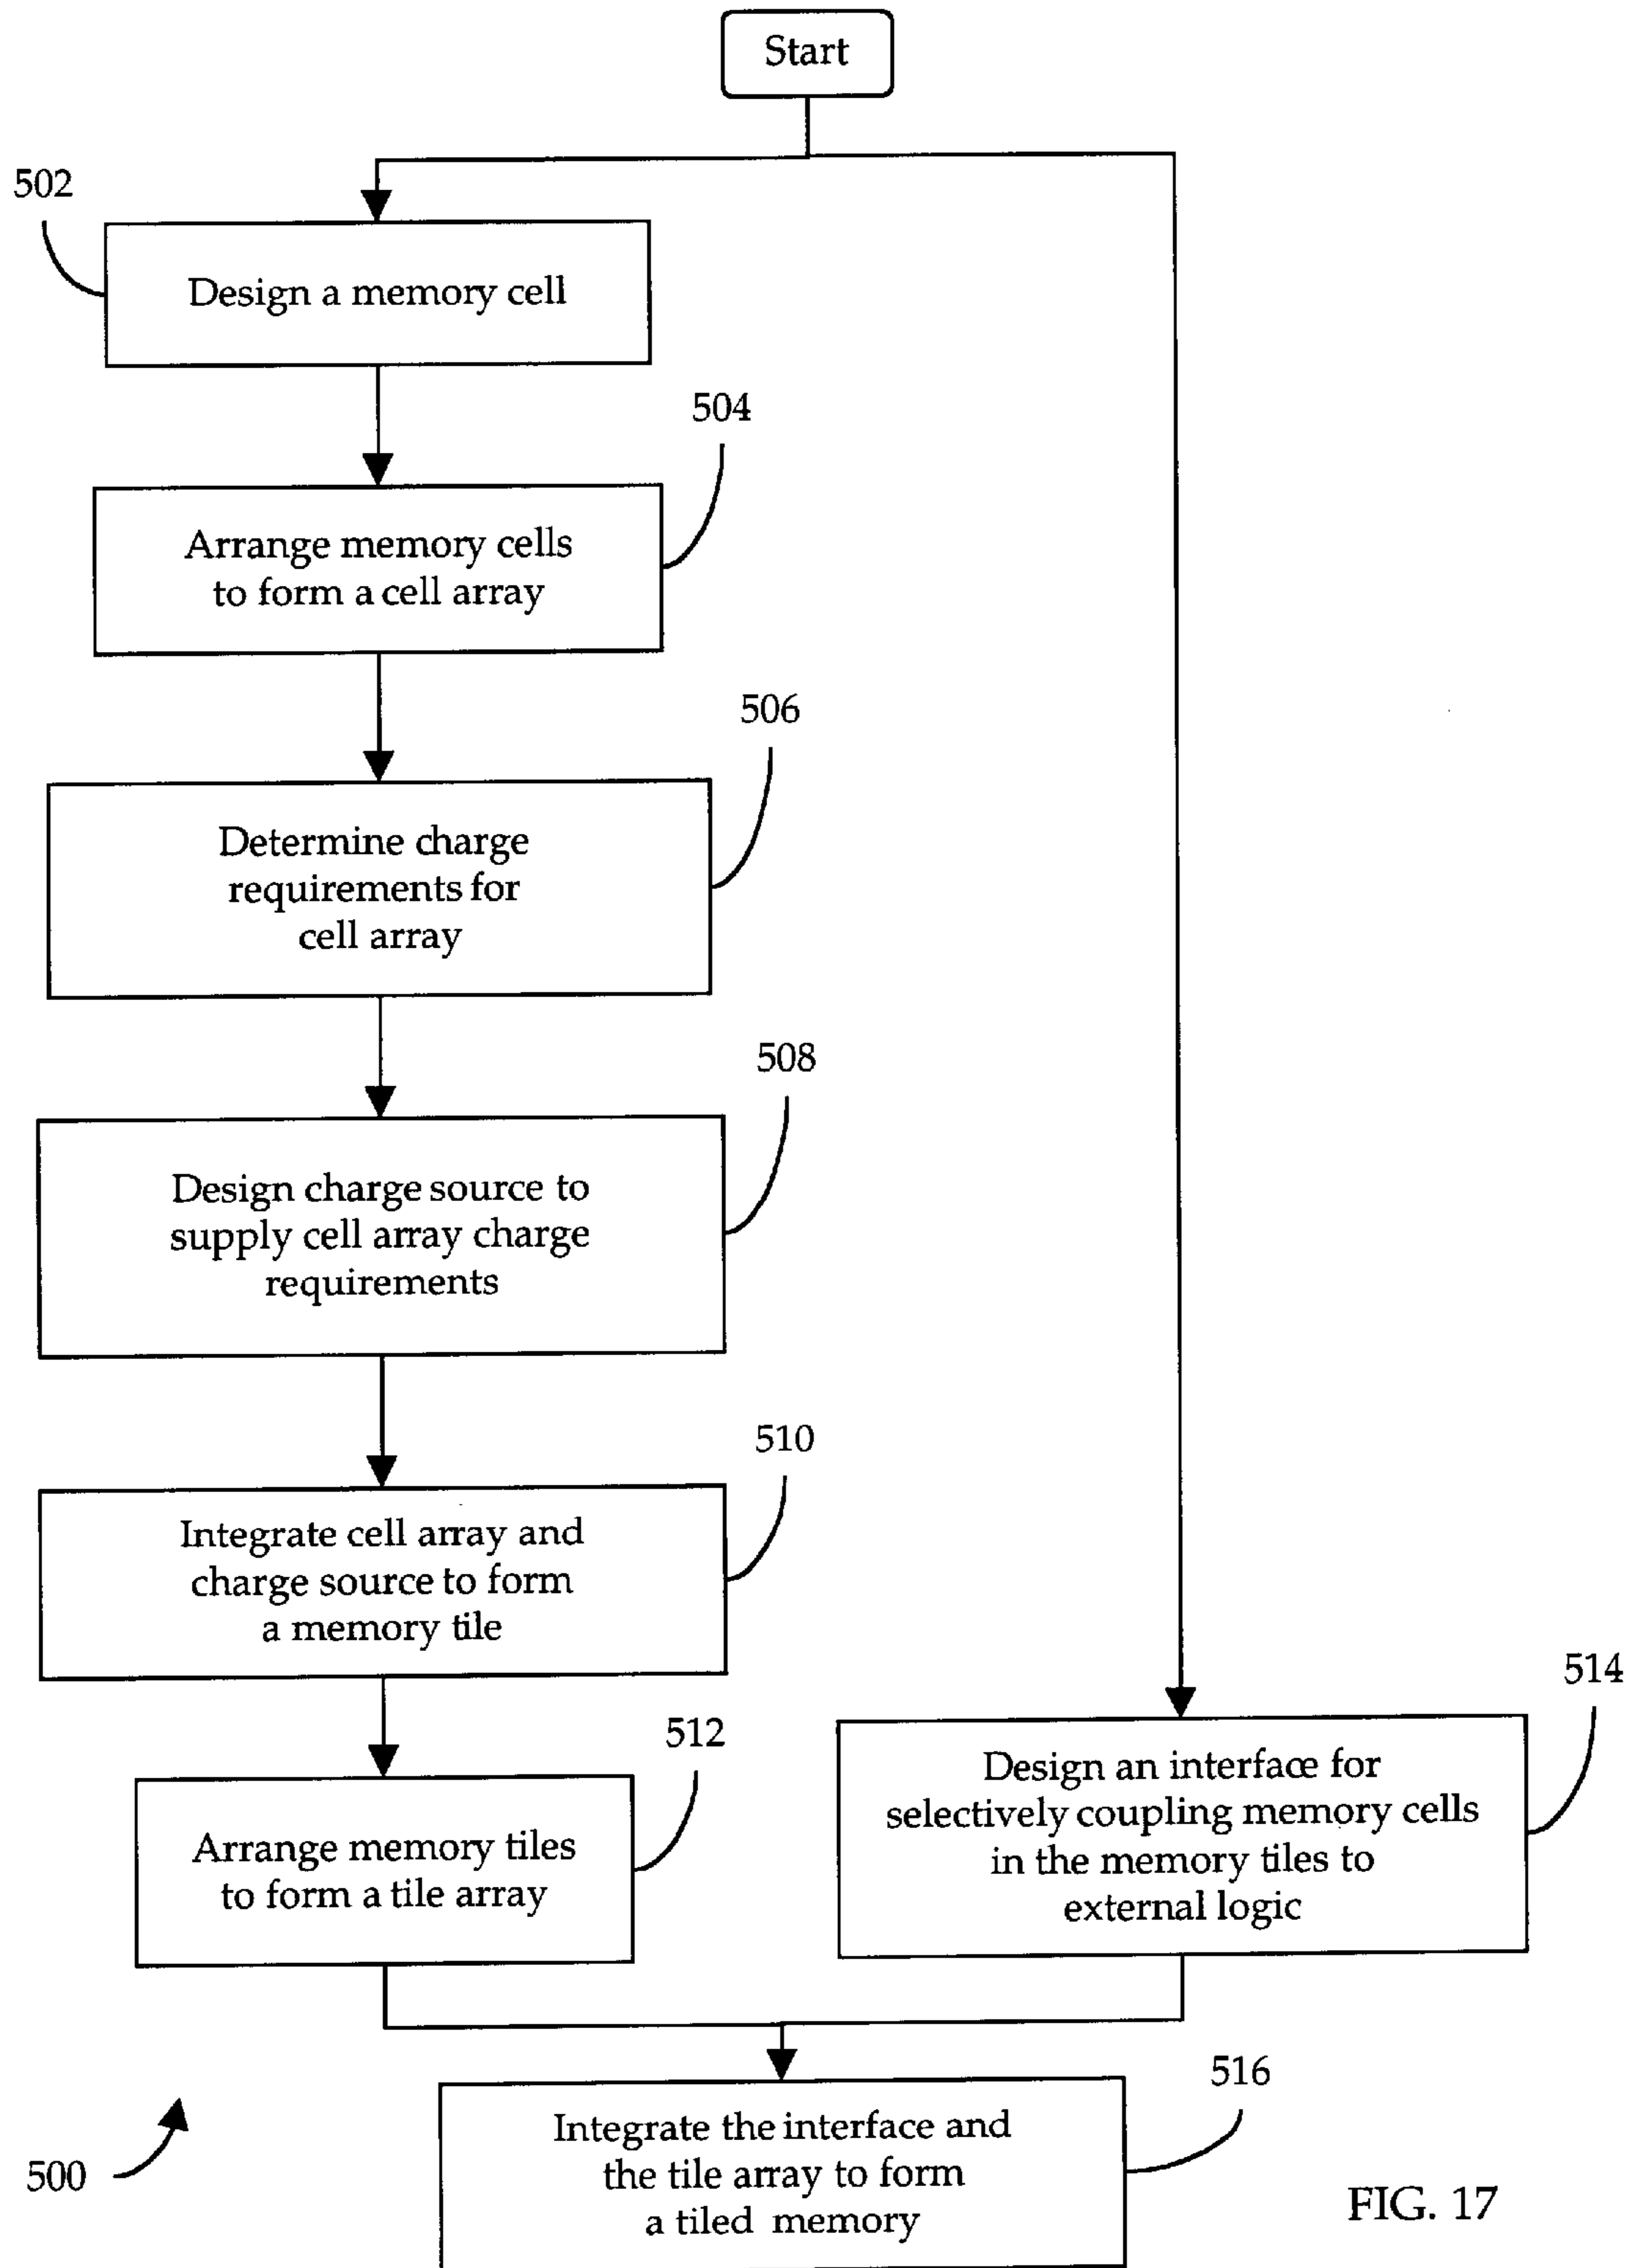 Start
502
Design a memory cell
504
Arrange memory cells
to form a cell array
506
Determine charge
requirements for
cell array
508
Design charge source to
supply cell array charge
requirements
510
Integrate cell array and
charge source to form
a memory tile
512
Arrange memory tiles
to form a tile array
514
Design an interface for
selectively coupling memory cells
in the memory tiles to
external logic
516
Integrate the interface and
the tile array to form
a tiled memory
500
FIG. 17